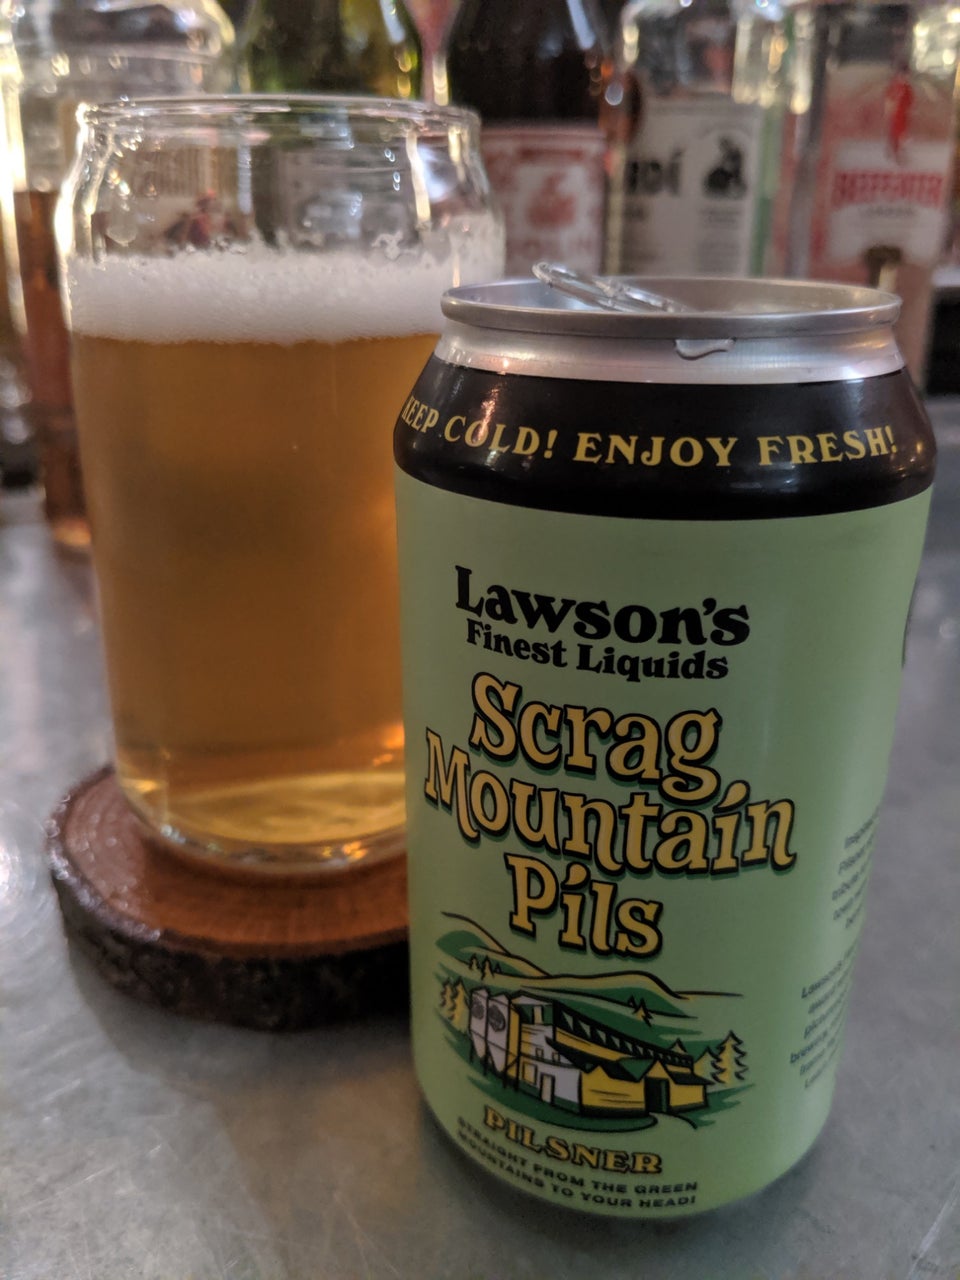 KEEP COLD! ENJOY FRESH!
Lawson's
Finest Liquids
Scrag
Mountain
Pils
PILSNER
STRAIGHT FROM THE GREEN
MOUNTAINS TO YOUR HEAD!
BEEFEATER